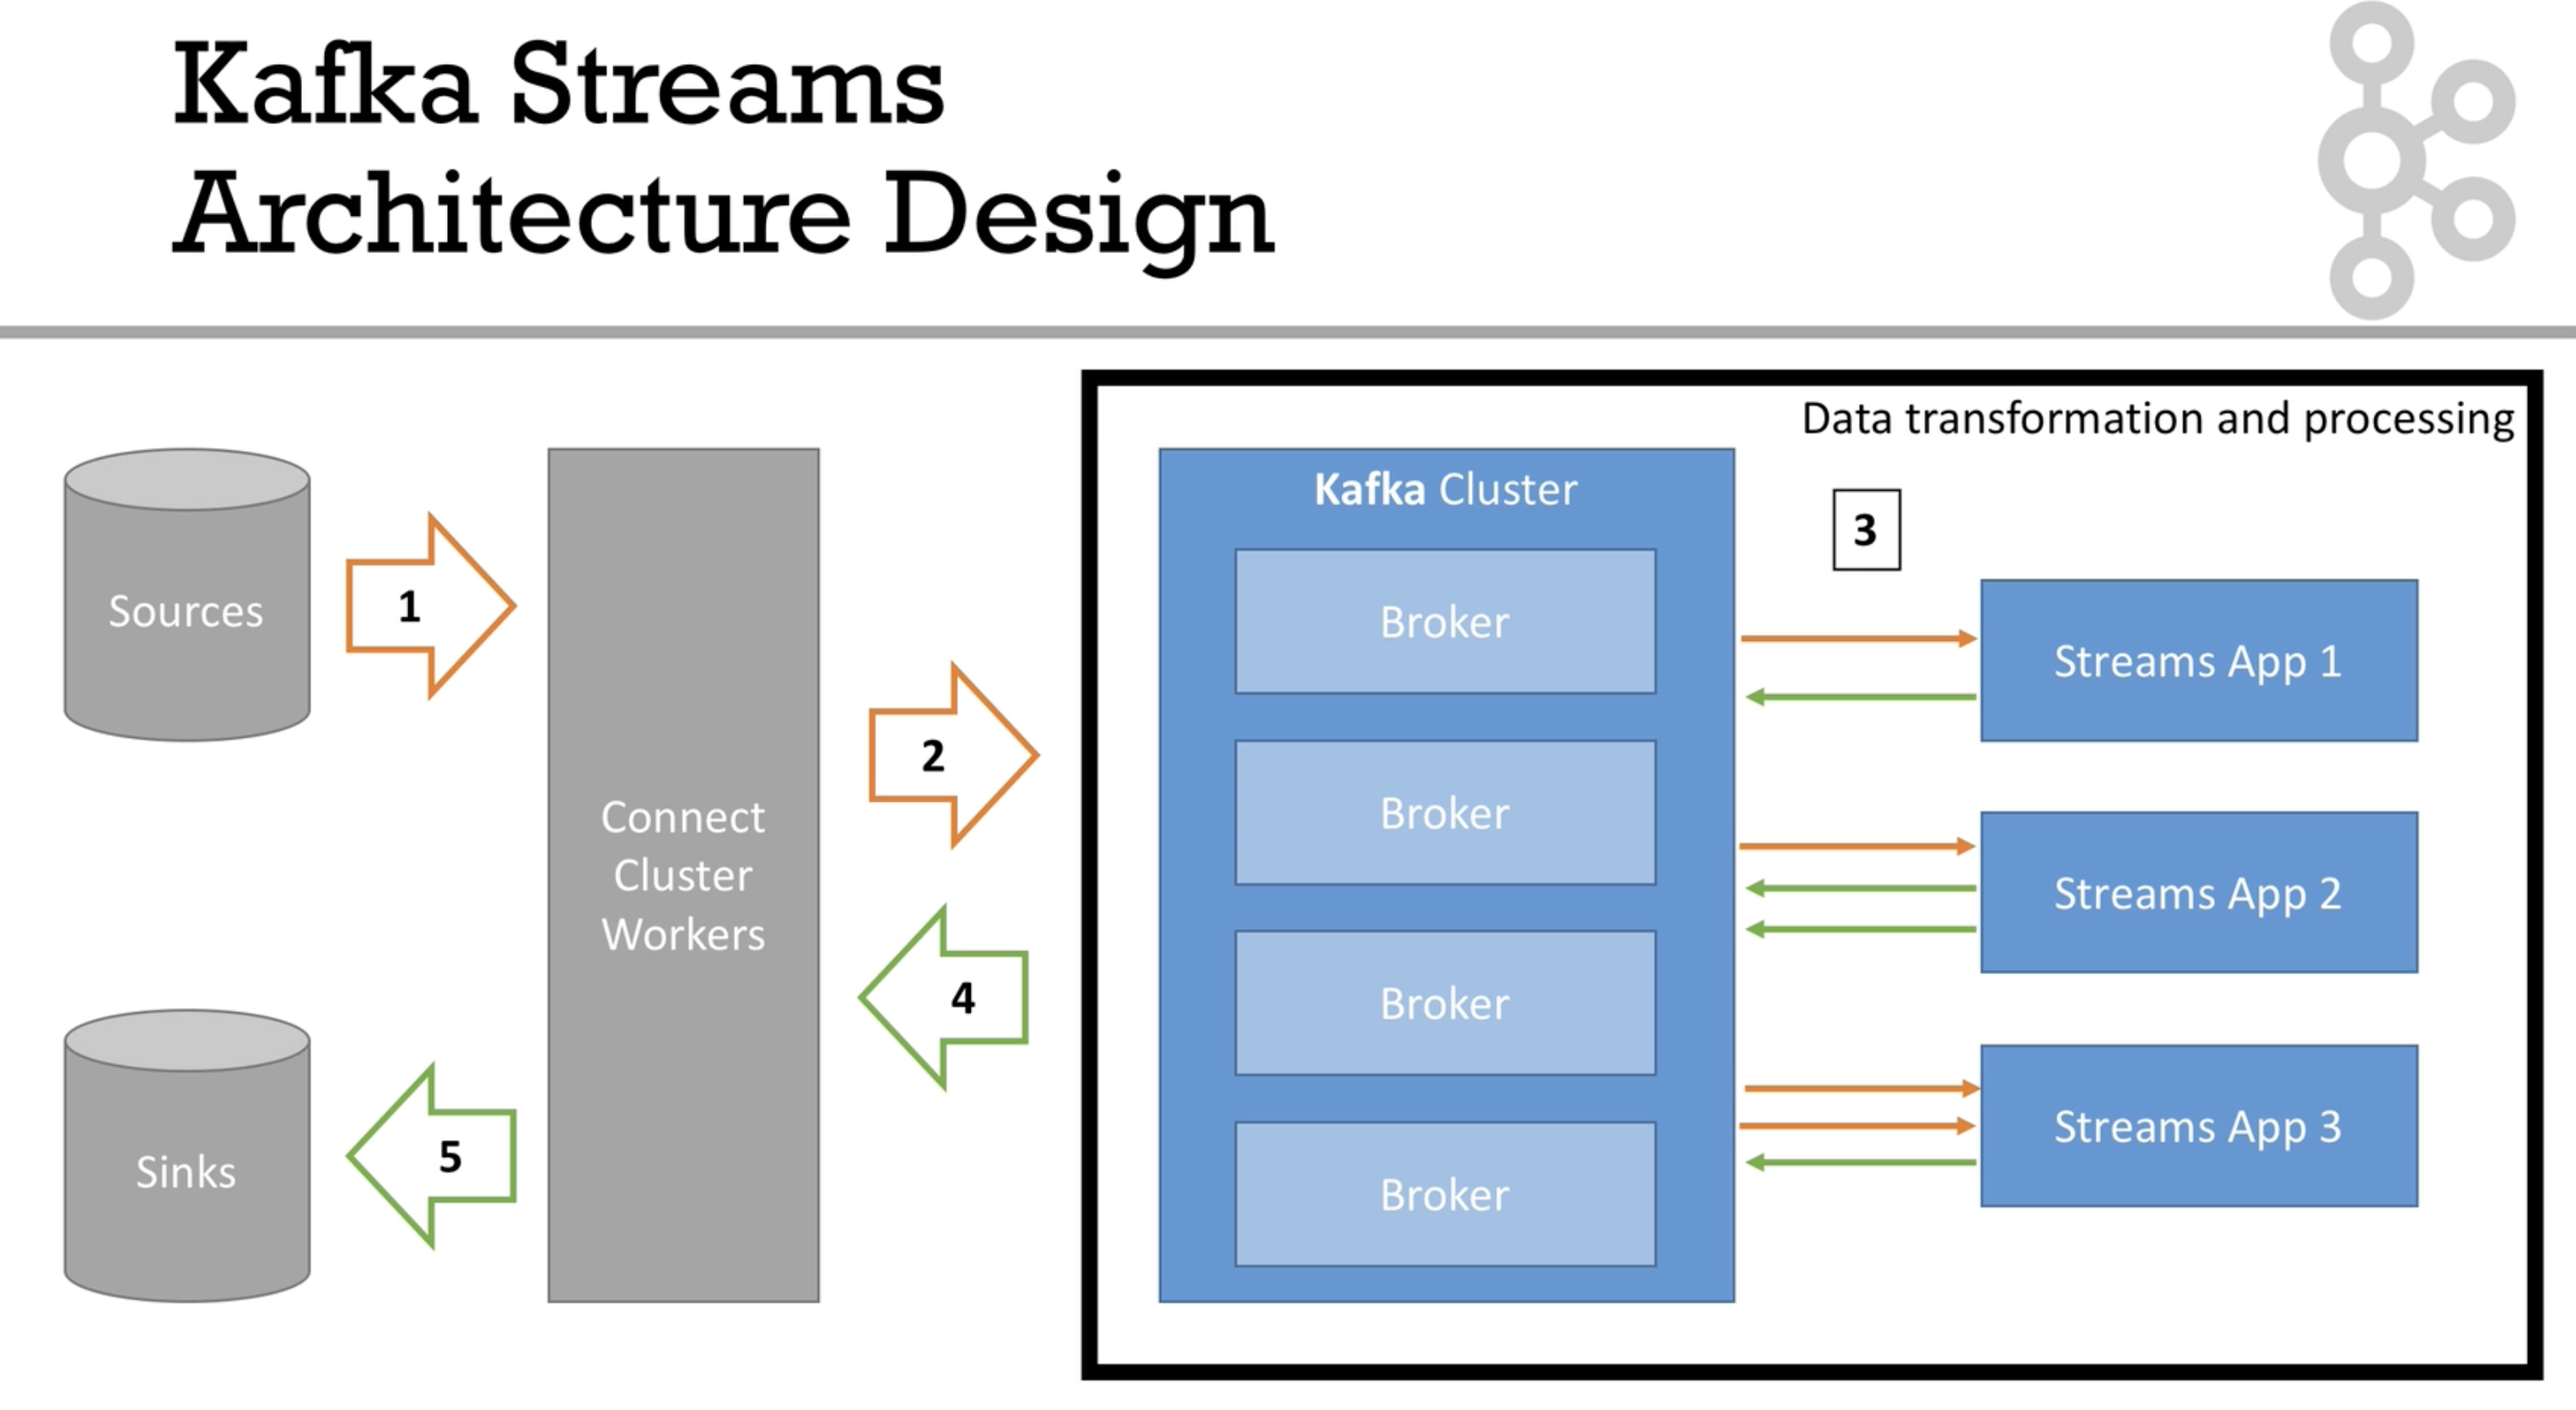 Kafka Streams
Architecture Design
Data transformation and processing
Sources
1
Connect
Cluster
Workers
2
Kafka Cluster
Broker
Broker
Broker
Broker
3
Streams App 1
Streams App 2
Streams App 3
4
5
Sinks